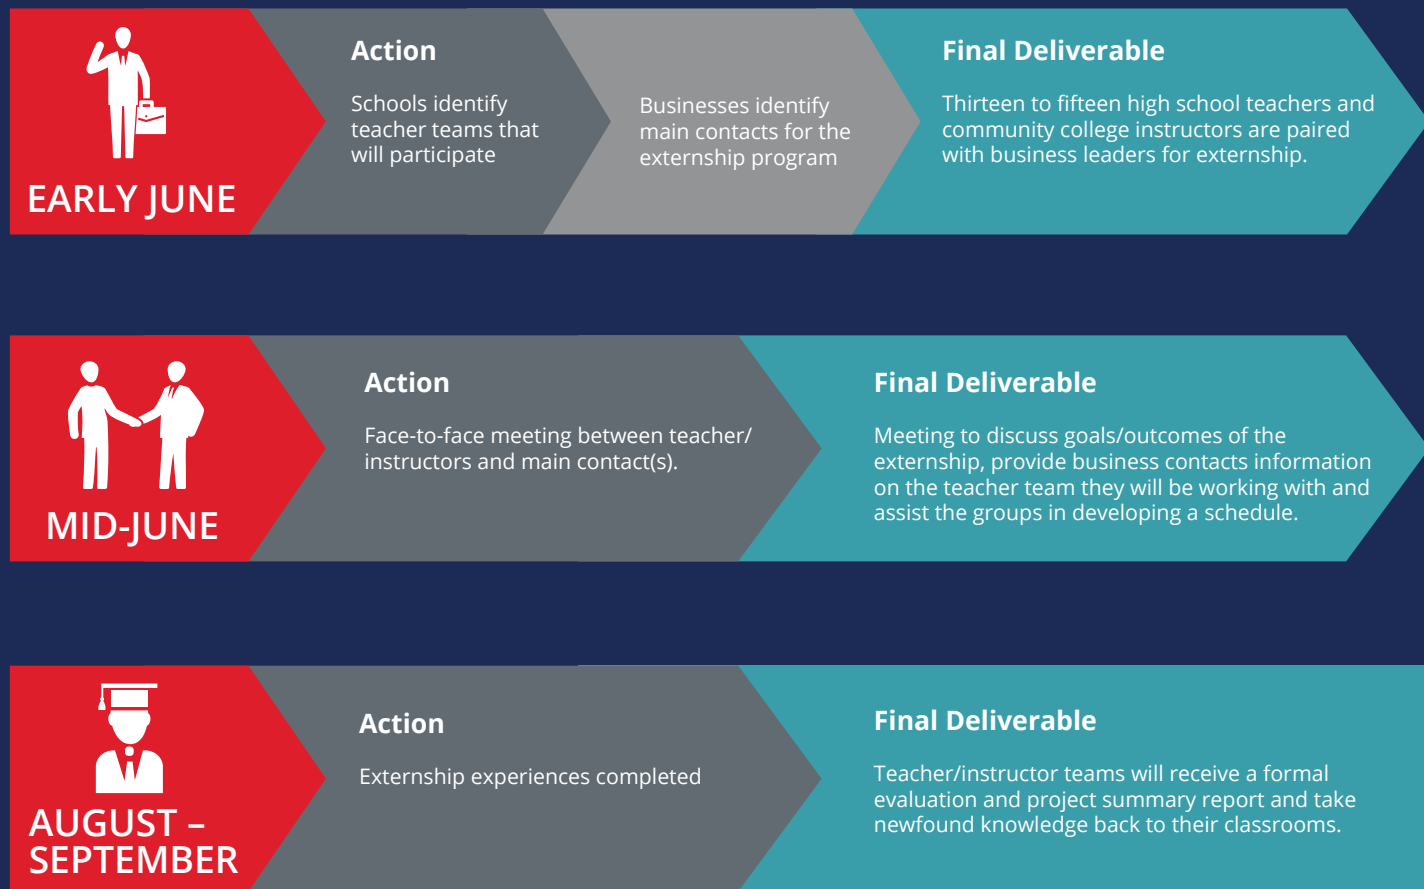 EARLY JUNE
Action
Schools identify
teacher teams that
will participate
Businesses identify
main contacts for the
externship program
Final Deliverable
Thirteen to fifteen high school teachers and
community college instructors are paired
with business leaders for externship.
MID-JUNE
Action
Face-to-face meeting between teacher/
instructors and main contact(s).
Final Deliverable
Meeting to discuss goals/outcomes of the
externship, provide business contacts information
on the teacher team they will be working with and
assist the groups in developing a schedule.
AUGUST –
SEPTEMBER
Action
Externship experiences completed
Final Deliverable
Teacher/instructor teams will receive a formal
evaluation and project summary report and take
newfound knowledge back to their classrooms.